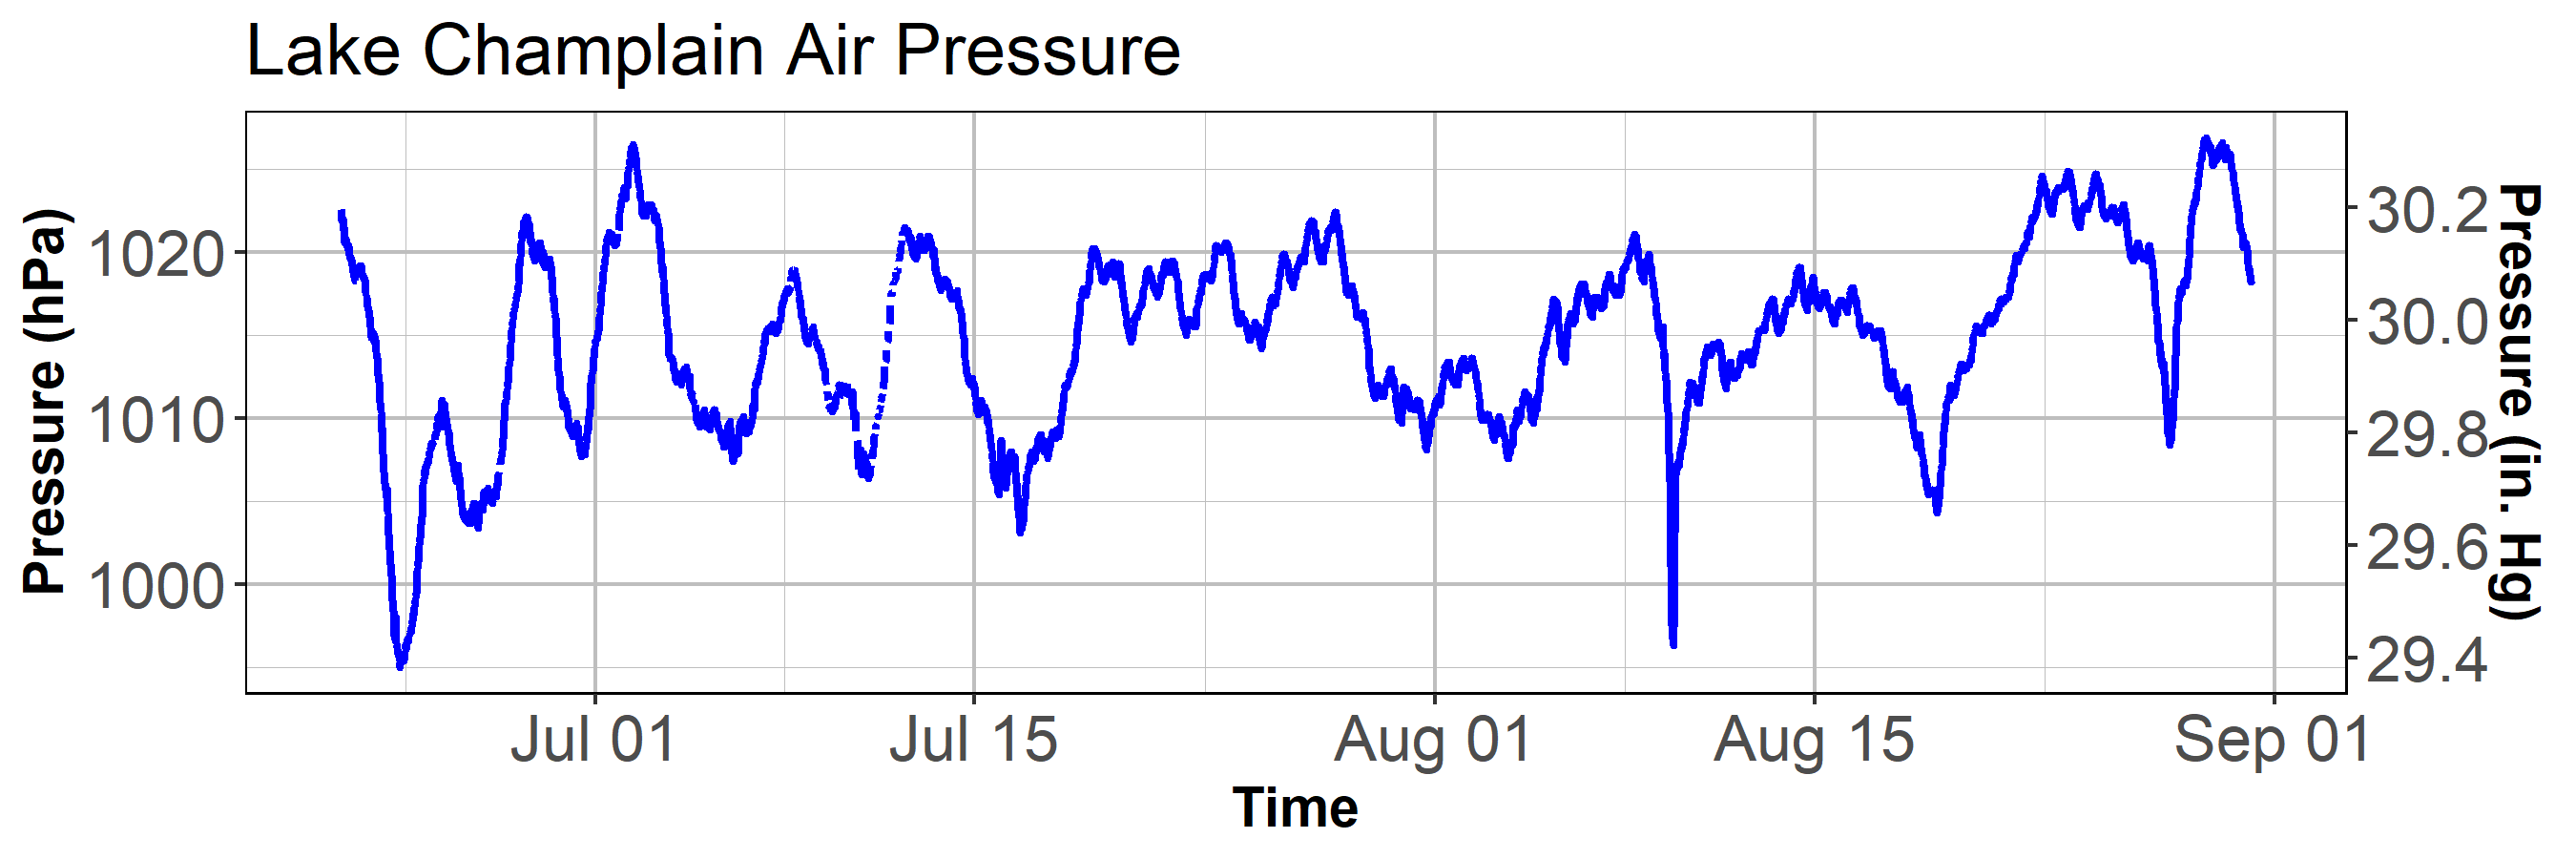 Lake Champlain Air Pressure
Pressure (hPa)
1020
1010
1000
30.2
30.0
29.8
29.6
29.4
Pressure (in. Hg)
Jul 01 Jul 15 Aug 01 Aug 15 Sep 01
Time